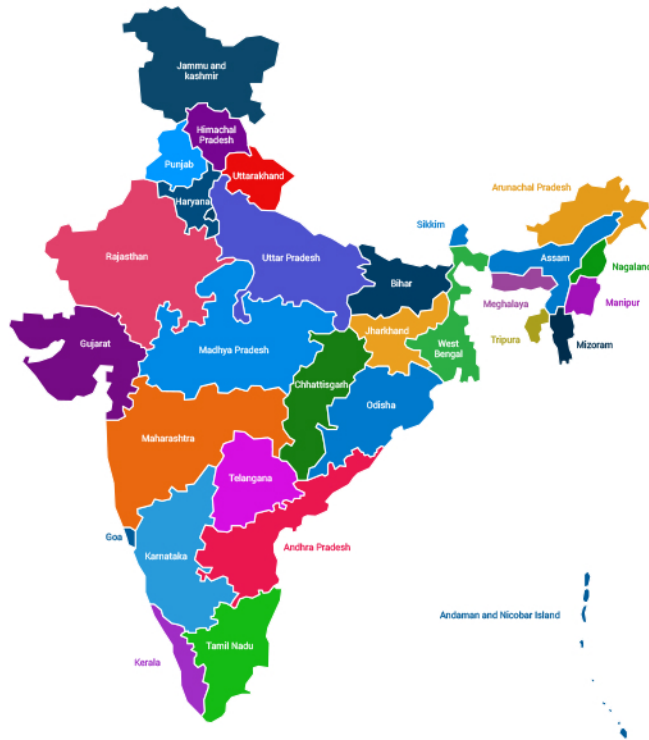 Jammu and
kashmir
Himachal
Pradesh
Punjab
Uttarakhand
Haryana
Arunachal Pradesh
Sikkim
Rajasthan
Uttar Pradesh
Assam
Nagaland
Bihar
Meghalaya
Manipur
Jharkhand
Gujarat
Tripura
Mizoram
West
Bengal
Madhya Pradesh
Chhattisgarh
Odisha
Maharashtra
Telangana
Goa
Andhra Pradesh
Karnataka
Andaman and Nicobar Island
Tamil Nadu
Kerala